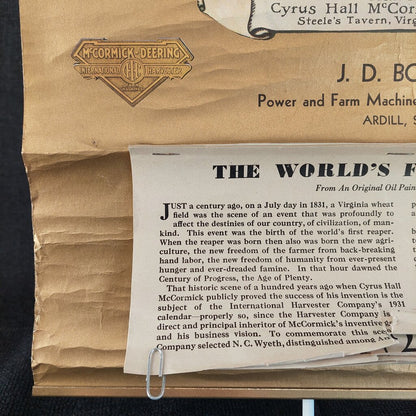 Cyrus Hall McCor
Steele's Tavern, Virg
McCORMICK-DEERING
INTERNATIONAL HARVESTER
J. D. BO
Power and Farm Machine
ARDILL, S
THE WORLD'S F
From An Original Oil Pain
JUST a century ago, on a July day in 1831, a Virginia wheat
field was the scene of an event that was profoundly to
affect the destinies of our country, of civilization, of man-
kind. This event was the birth of the world's first reaper.
When the reaper was born then also was born the new agri-
culture, the new freedom of the farmer from back-breaking
hand labor, the new freedom of humanity from ever-present
hunger and ever-dreaded famine. In that hour dawned the
Century of Progress, the Age of Plenty.
That historic scene of a hundred years ago when Cyrus Hall
McCormick publicly proved the success of his invention is the
subject of the International Harvester Company's 1931
calendar—properly so, since the Harvester Company is
direct and principal inheritor of McCormick's inventive g
and his business vision. To commemorate this sce
Company selected N. C. Wyeth, distinguished among